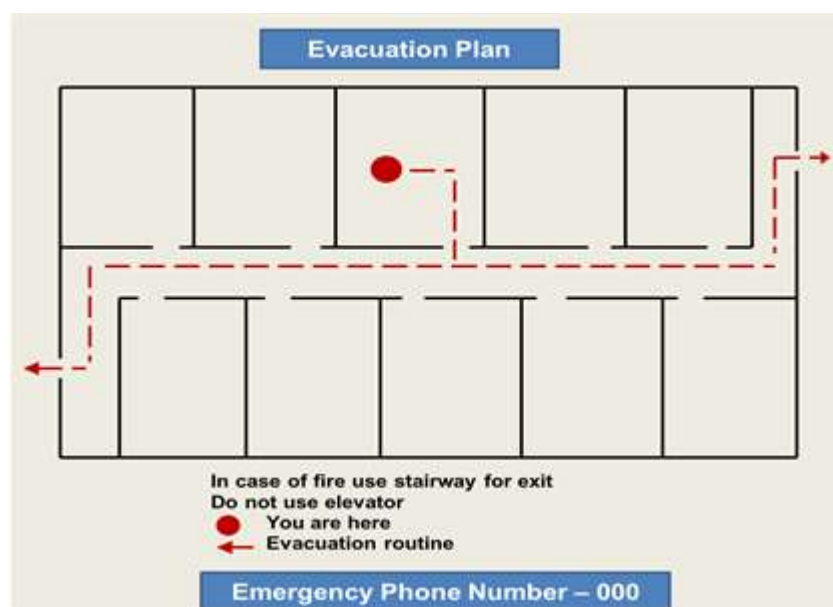 Evacuation Plan
In case of fire use stairway for exit
Do not use elevator
You are here
Evacuation routine
Emergency Phone Number – 000